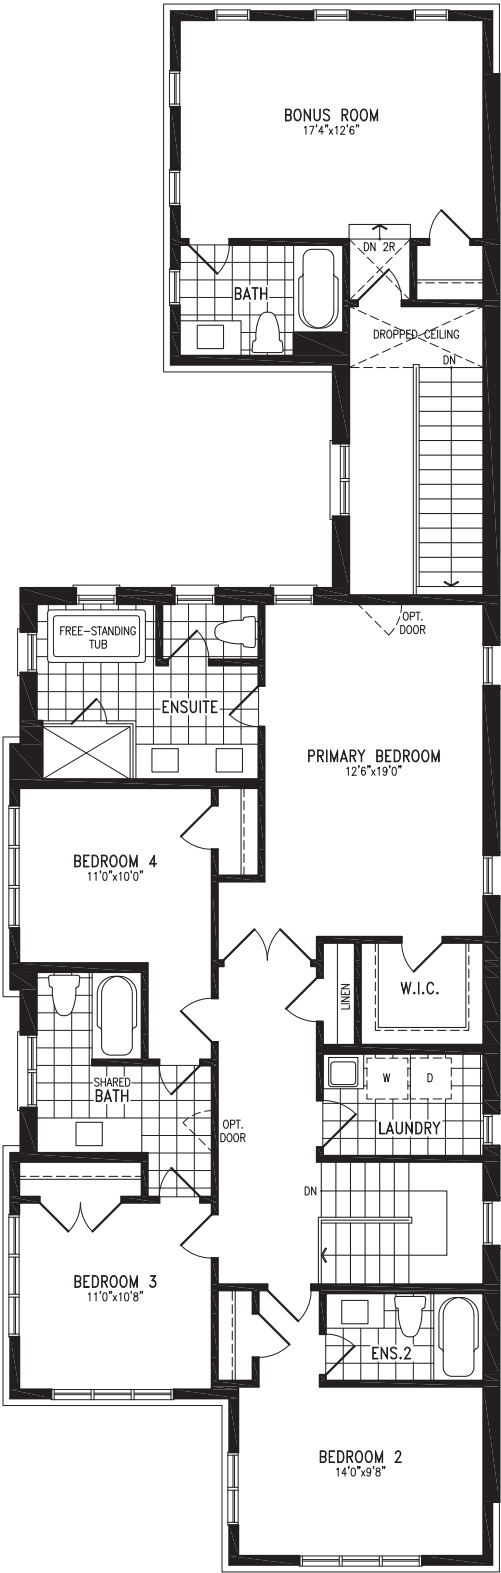 BONUS ROOM
17'4"x12'6"
DN 2R
BATH
DROPPED CEILING
DN
FREE-STANDING
TUB
OPT.
DOOR
ENSUITE
PRIMARY BEDROOM
12'6"x19'0"
BEDROOM 4
11'0"x10'0"
W.I.C.
LINEN
W
D
SHARED
BATH
OPT.
DOOR
LAUNDRY
DN
BEDROOM 3
11'0"x10'8"
ENS.2
BEDROOM 2
14'0"x9'8"